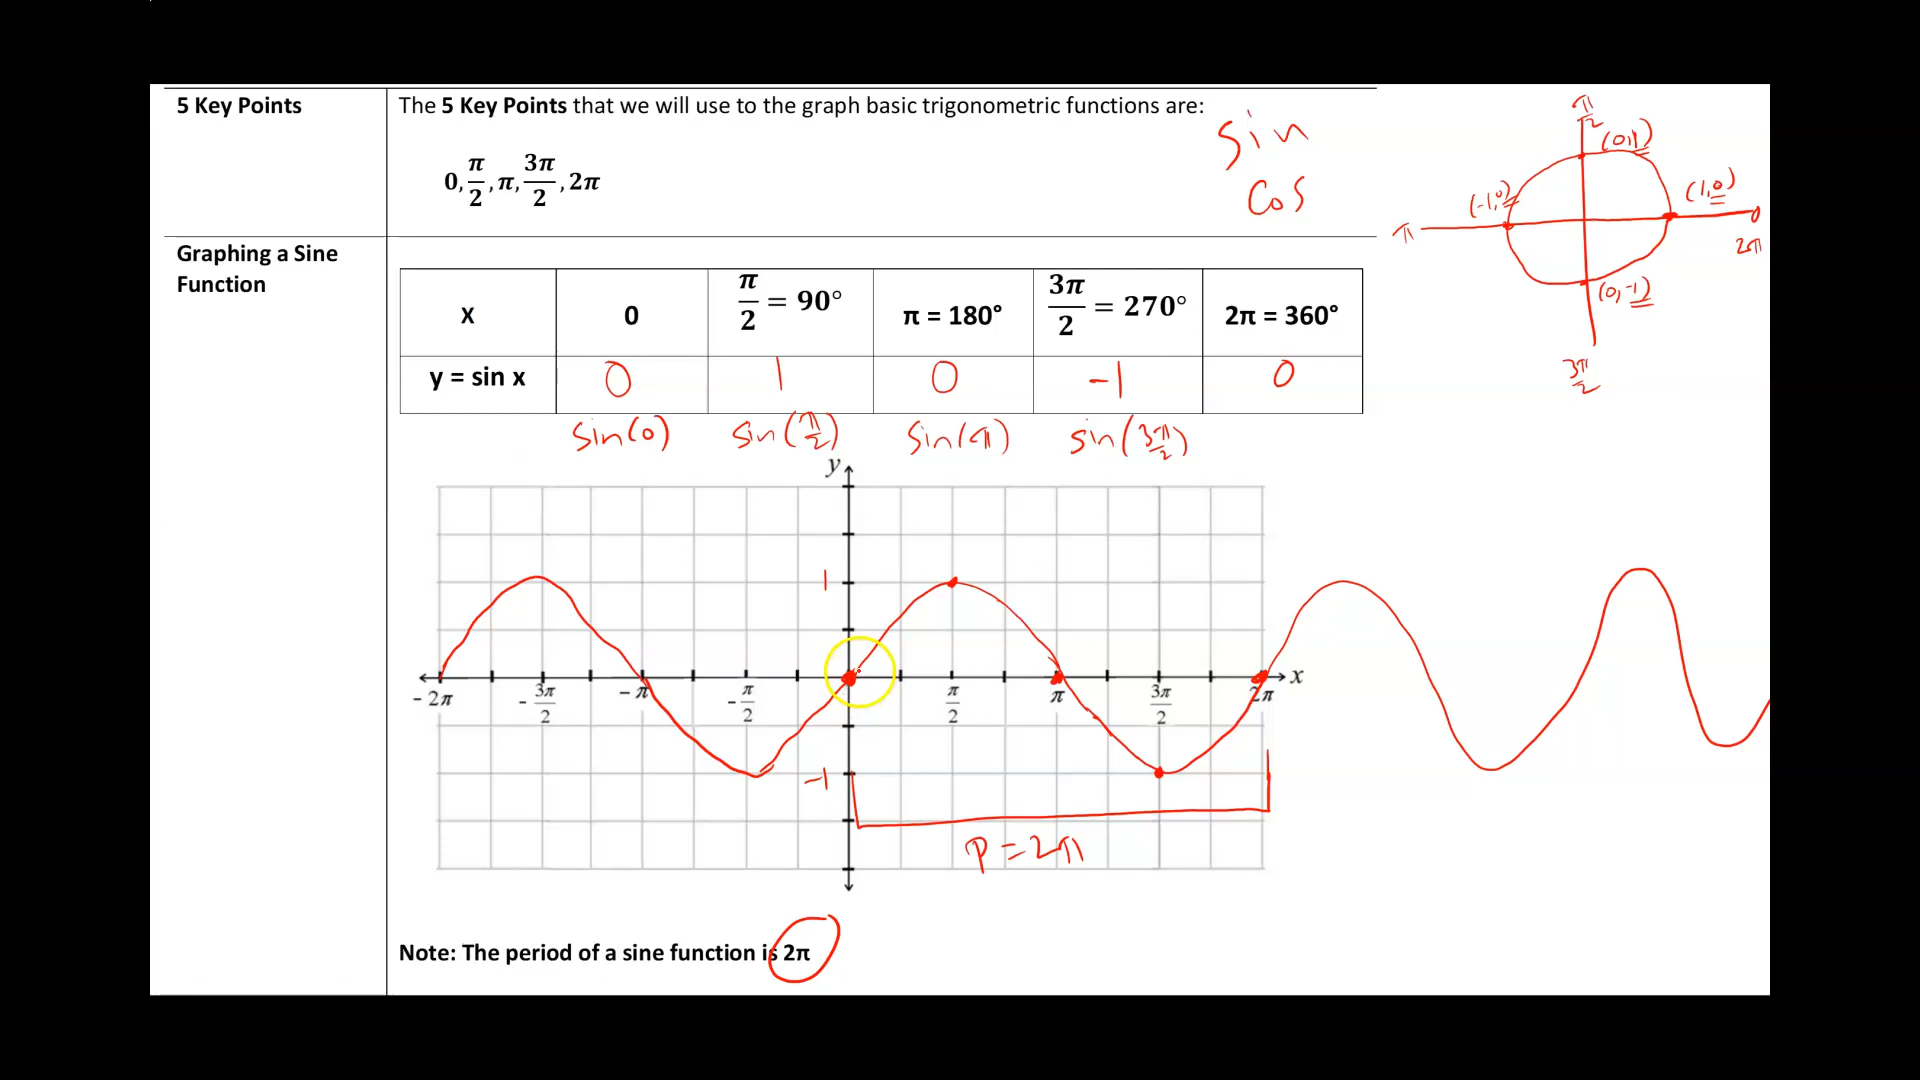 5 Key Points
The 5 Key Points that we will use to the graph basic trigonometric functions are:
0, π/2, π, 3π/2, 2π
sin
cos
π/2
(0,1)
(-1,0)
(1,0)
π
0
2π
(0,-1)
3π/2
Graphing a Sine
Function
X 0 π/2 = 90° π = 180° 3π/2 = 270° 2π = 360°
y = sin x 0 1 0 -1 0
sin(0) sin(π/2) sin(π) sin(3π/2)
y
1
x
- 2π - 3π/2 - π - π/2 π/2 π 3π/2 2π
-1
P = 2π
Note: The period of a sine function is 2π